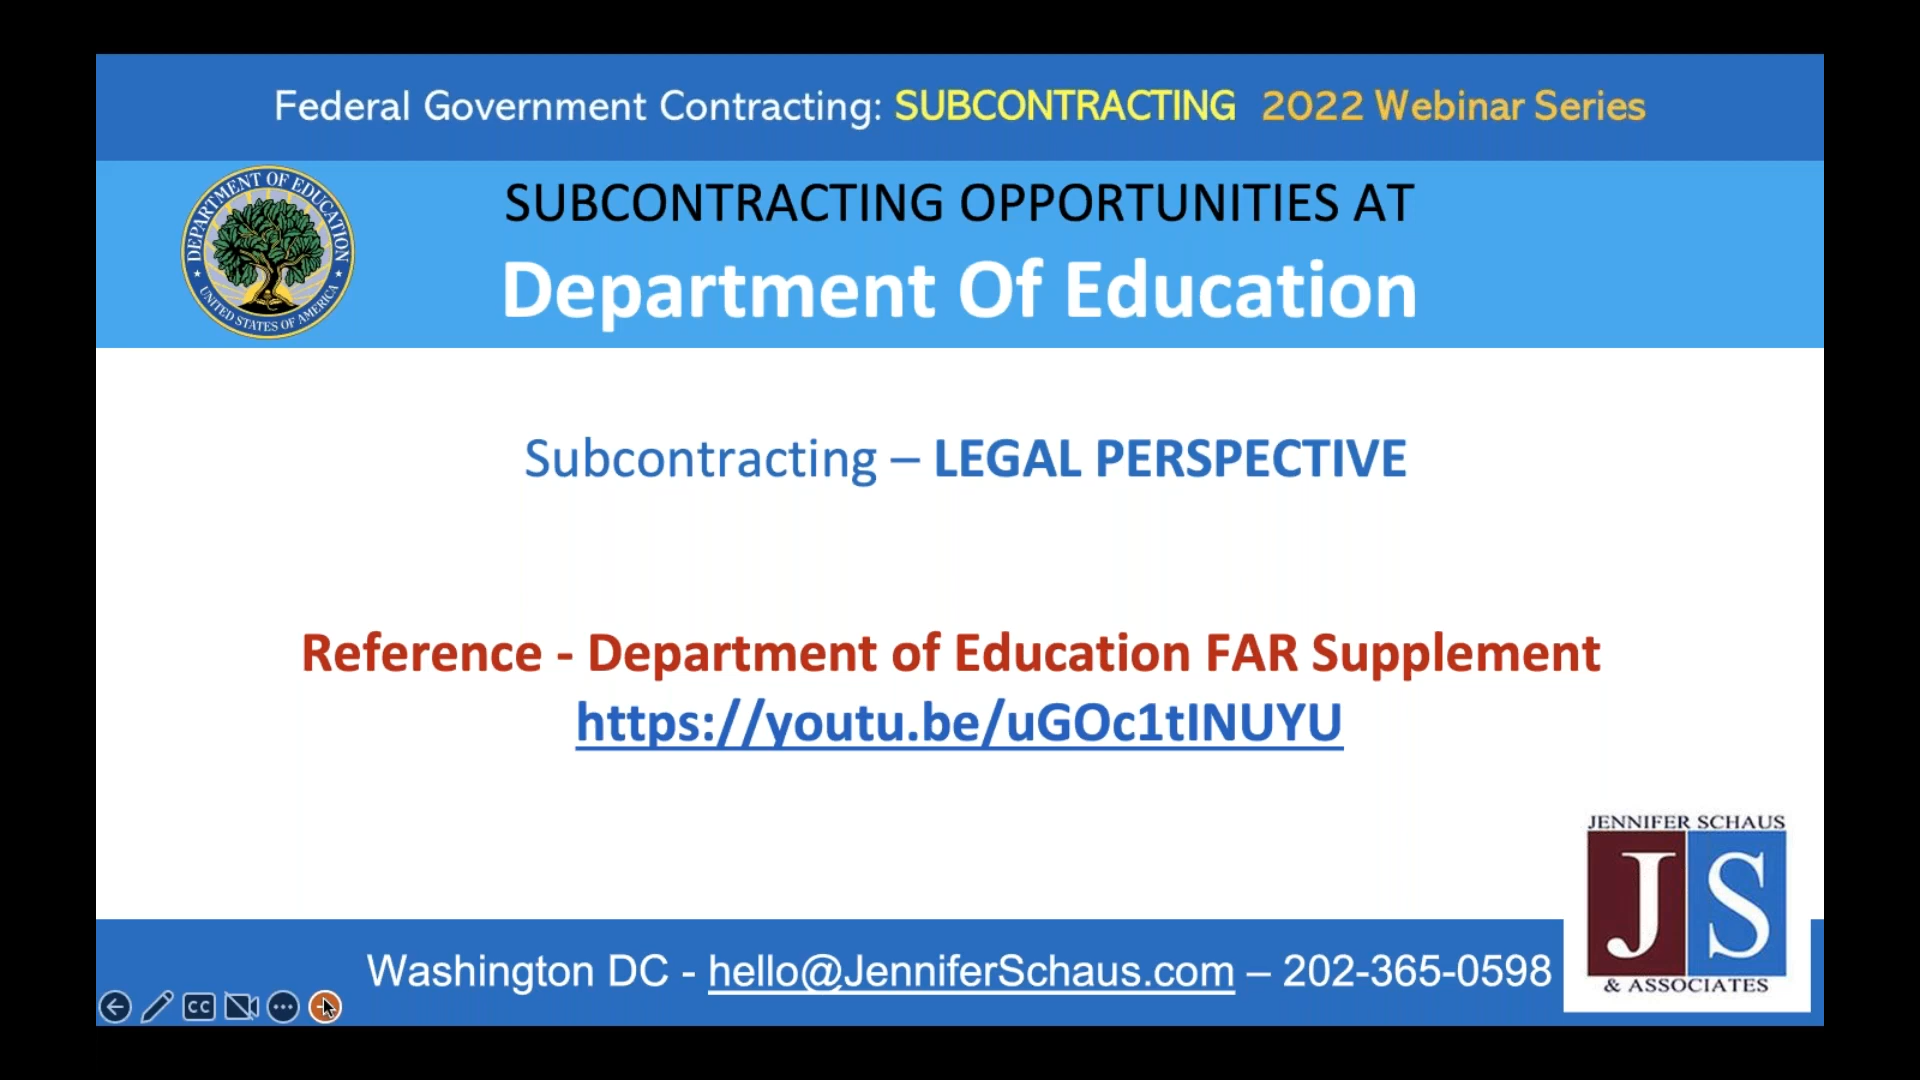 Federal Government Contracting: SUBCONTRACTING 2022 Webinar Series
DEPARTMENT OF EDUCATION
UNITED STATES OF AMERICA
SUBCONTRACTING OPPORTUNITIES AT
Department Of Education
Subcontracting – LEGAL PERSPECTIVE
Reference - Department of Education FAR Supplement
https://youtu.be/uGOc1tINUYU
JENNIFER SCHAUS
JS
& ASSOCIATES
Washington DC - hello@JenniferSchaus.com – 202-365-0598
CC